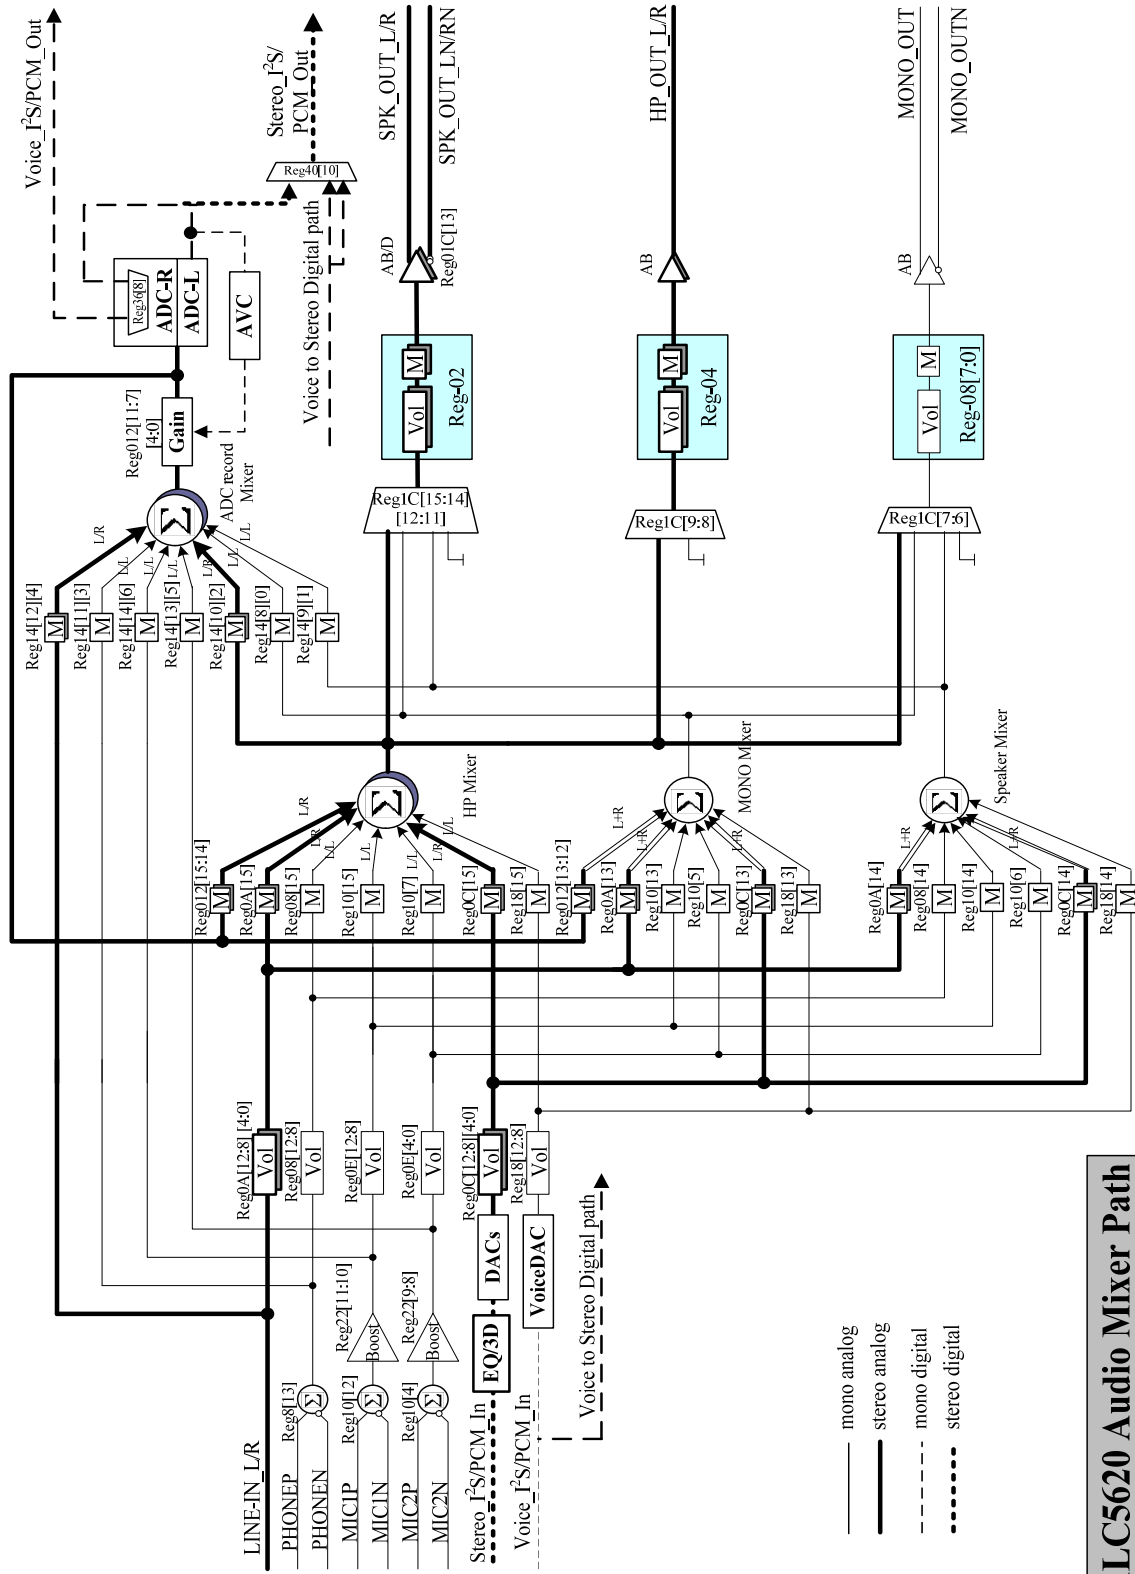 LINE-IN_L/R
PHONEP
PHONEN
MIC1P
MIC1N
MIC2P
MIC2N
Stereo_I²S/PCM_In
Voice_I²S/PCM_In
Reg8[13]
Σ
Reg10[12]
Σ
Reg10[4]
Σ
Reg22[11:10]
Boost
Reg22[9:8]
Boost
EQ/3D
DACs
VoiceDAC
Voice to Stereo Digital path
Reg0A[12:8] [4:0]
Vol
Reg08[12:8]
Vol
Reg0E[12:8]
Vol
Reg0E[4:0]
Vol
Reg0C[12:8][4:0]
Vol
Reg18[12:8]
Vol
Reg012[15:14]
M
Reg0A[15]
M
Reg08[15]
M
Reg10[15]
M
Reg10[7]
M
Reg0C[15]
M
Reg18[15]
M
L/R
L/R
L/L
L/L
L/L
L/R
L/L
Σ
HP Mixer
Reg012[13:12]
M
Reg0A[13]
M
Reg10[13]
M
Reg10[5]
M
Reg0C[13]
M
Reg18[13]
M
L+R
L+R
L+R
Σ
MONO Mixer
Reg0A[14]
M
Reg08[14]
M
Reg10[14]
M
Reg10[6]
M
Reg0C[14]
M
Reg18[14]
M
L+R
L+R
Σ
Speaker Mixer
Reg14[12][4]
M
Reg14[11][3]
M
Reg14[14][6]
M
Reg14[13][5]
M
Reg14[10][2]
M
Reg14[8][0]
M
Reg14[9][1]
M
L/R
L/L
L/L
L/L
L/R
L/L
L/L
Σ
ADC record
Mixer
Reg012[11:7]
[4:0]
Gain
Reg36[8]
ADC-R
ADC-L
AVC
Voice_I²S/PCM_Out
Stereo_I²S/
PCM_Out
Reg40[10]
Voice to Stereo Digital path
Reg1C[15:14]
[12:11]
Vol
M
Reg-02
AB/D
Reg01C[13]
SPK_OUT_L/R
SPK_OUT_LN/RN
Reg1C[9:8]
Vol
M
Reg-04
AB
HP_OUT_L/R
Reg1C[7:6]
Vol
M
Reg-08[7:0]
AB
MONO_OUT
MONO_OUTN
mono analog
stereo analog
mono digital
stereo digital
LC5620 Audio Mixer Path